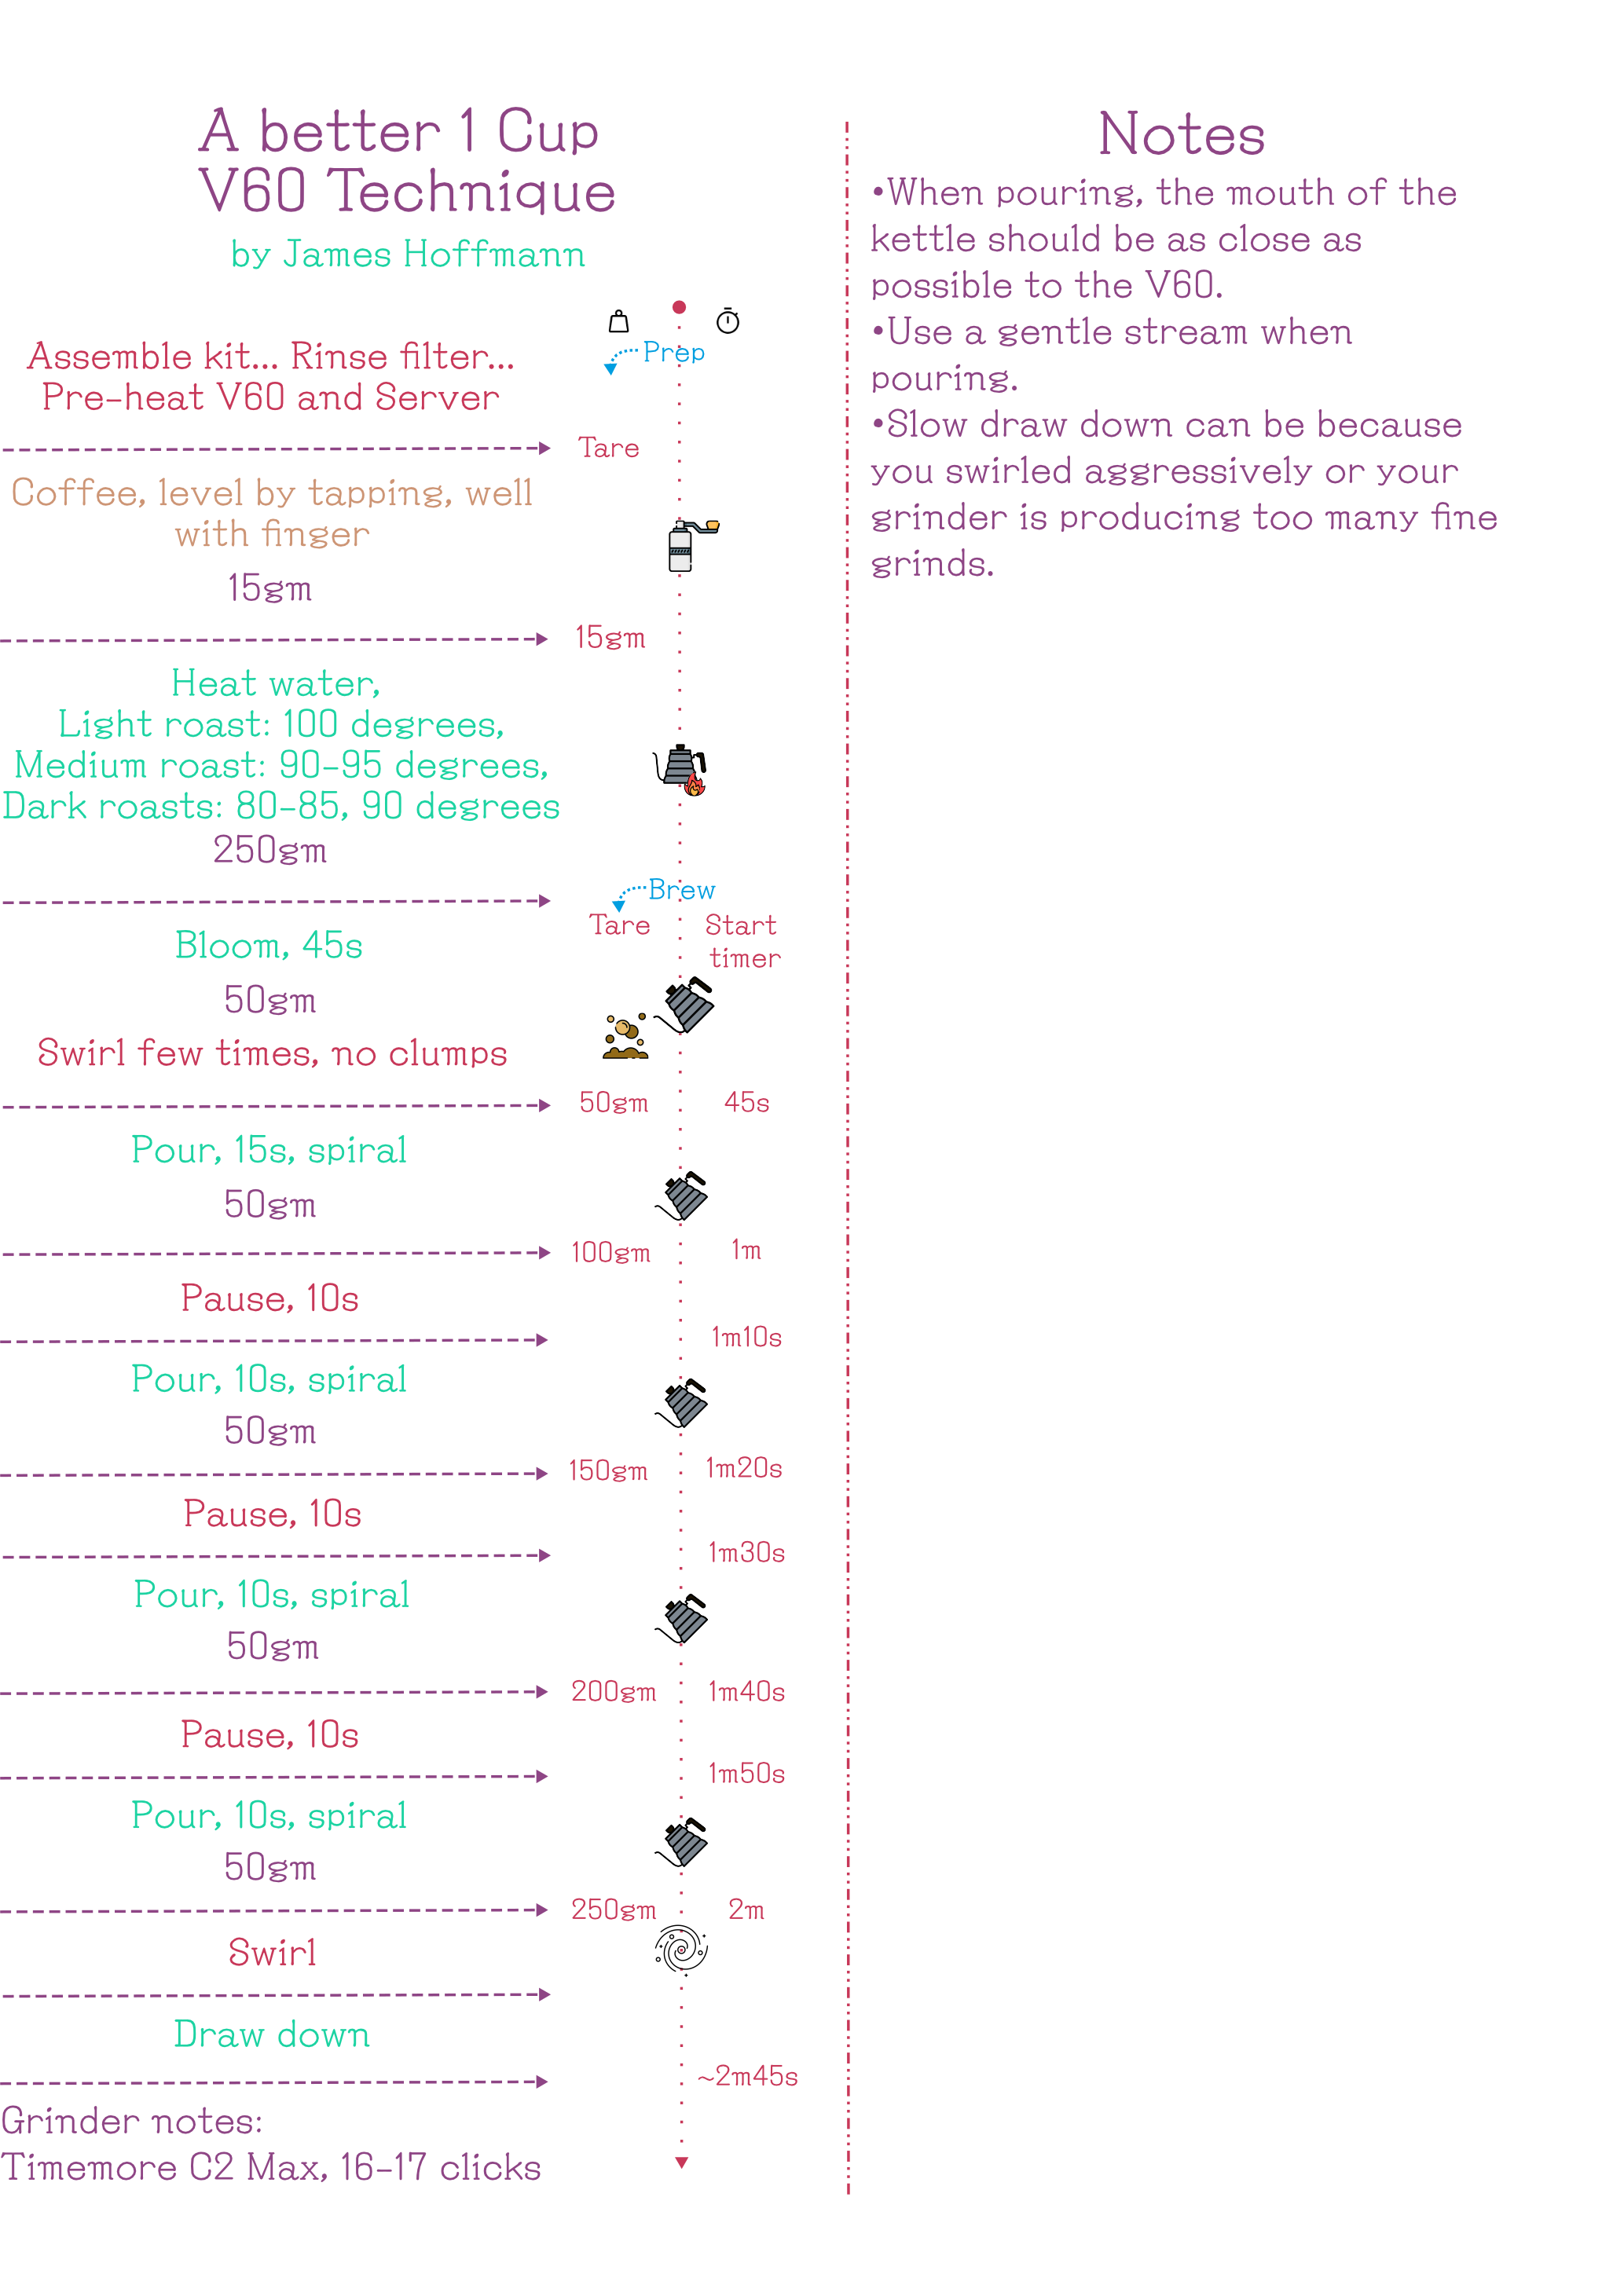 A better 1 Cup
V60 Technique
by James Hoffmann
Prep
Assemble kit... Rinse filter...
Pre-heat V60 and Server
Tare
Coffee, level by tapping, well
with finger
15gm
15gm
Heat water,
Light roast: 100 degrees,
Medium roast: 90-95 degrees,
Dark roasts: 80-85, 90 degrees
250gm
Brew
Tare
Start
timer
Bloom, 45s
50gm
Swirl few times, no clumps
50gm
45s
Pour, 15s, spiral
50gm
100gm
1m
Pause, 10s
1m10s
Pour, 10s, spiral
50gm
150gm
1m20s
Pause, 10s
1m30s
Pour, 10s, spiral
50gm
200gm
1m40s
Pause, 10s
1m50s
Pour, 10s, spiral
50gm
250gm
2m
Swirl
Draw down
~2m45s
Grinder notes:
Timemore C2 Max, 16-17 clicks
Notes
•When pouring, the mouth of the
kettle should be as close as
possible to the V60.
•Use a gentle stream when
pouring.
•Slow draw down can be because
you swirled aggressively or your
grinder is producing too many fine
grinds.